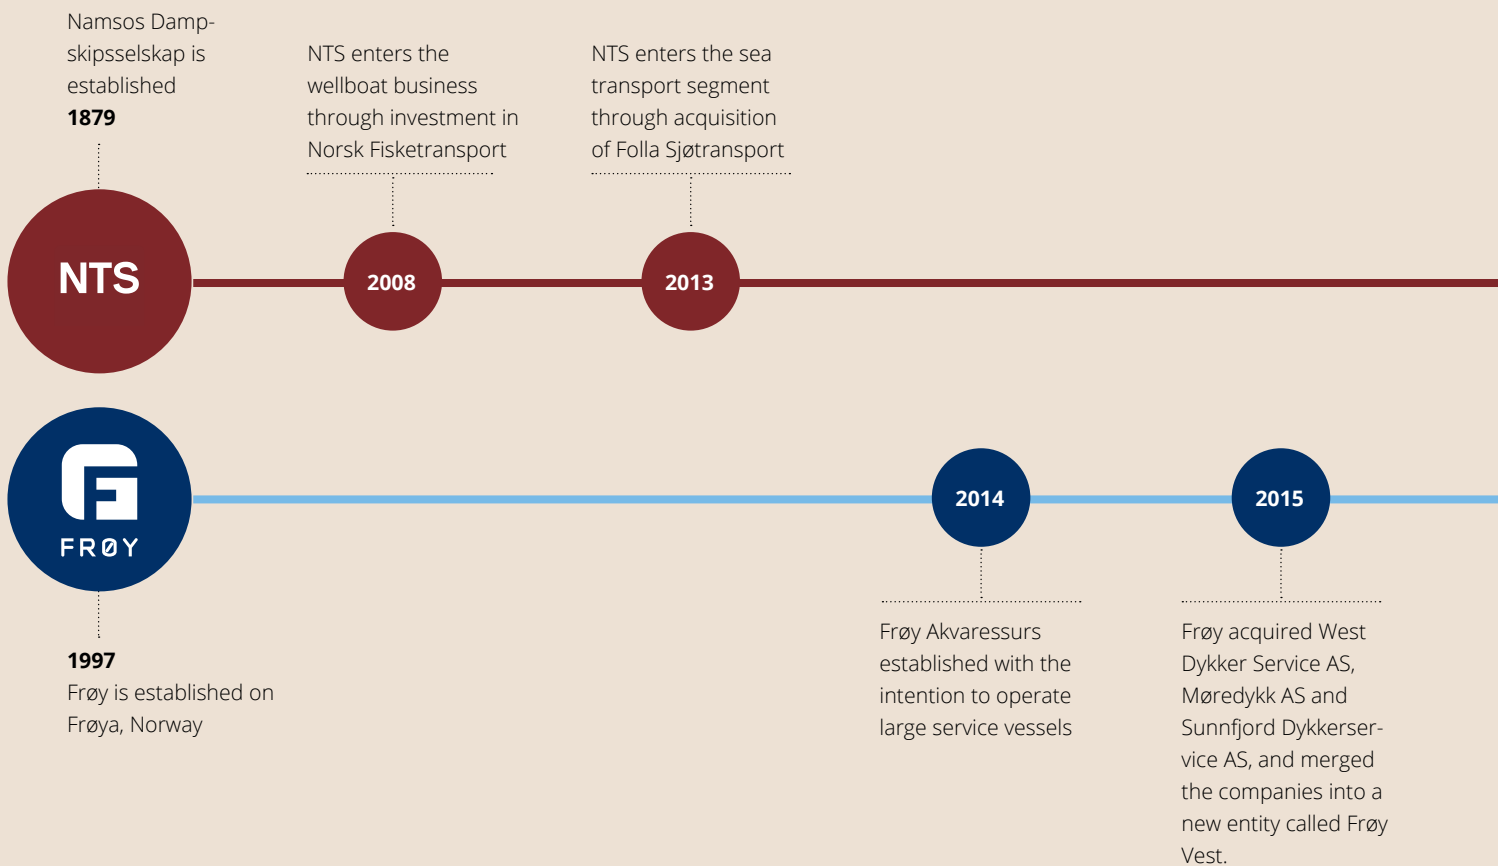 Namsos Damp-
skipsselskap is
established
1879
NTS enters the
wellboat business
through investment in
Norsk Fisketransport
NTS enters the sea
transport segment
through acquisition
of Folla Sjøtransport
NTS
2008
2013
FRØY
2014
2015
1997
Frøy is established on
Frøya, Norway
Frøy Akvaressurs
established with the
intention to operate
large service vessels
Frøy acquired West
Dykker Service AS,
Møredykk AS and
Sunnfjord Dykkerser-
vice AS, and merged
the companies into a
new entity called Frøy
Vest.